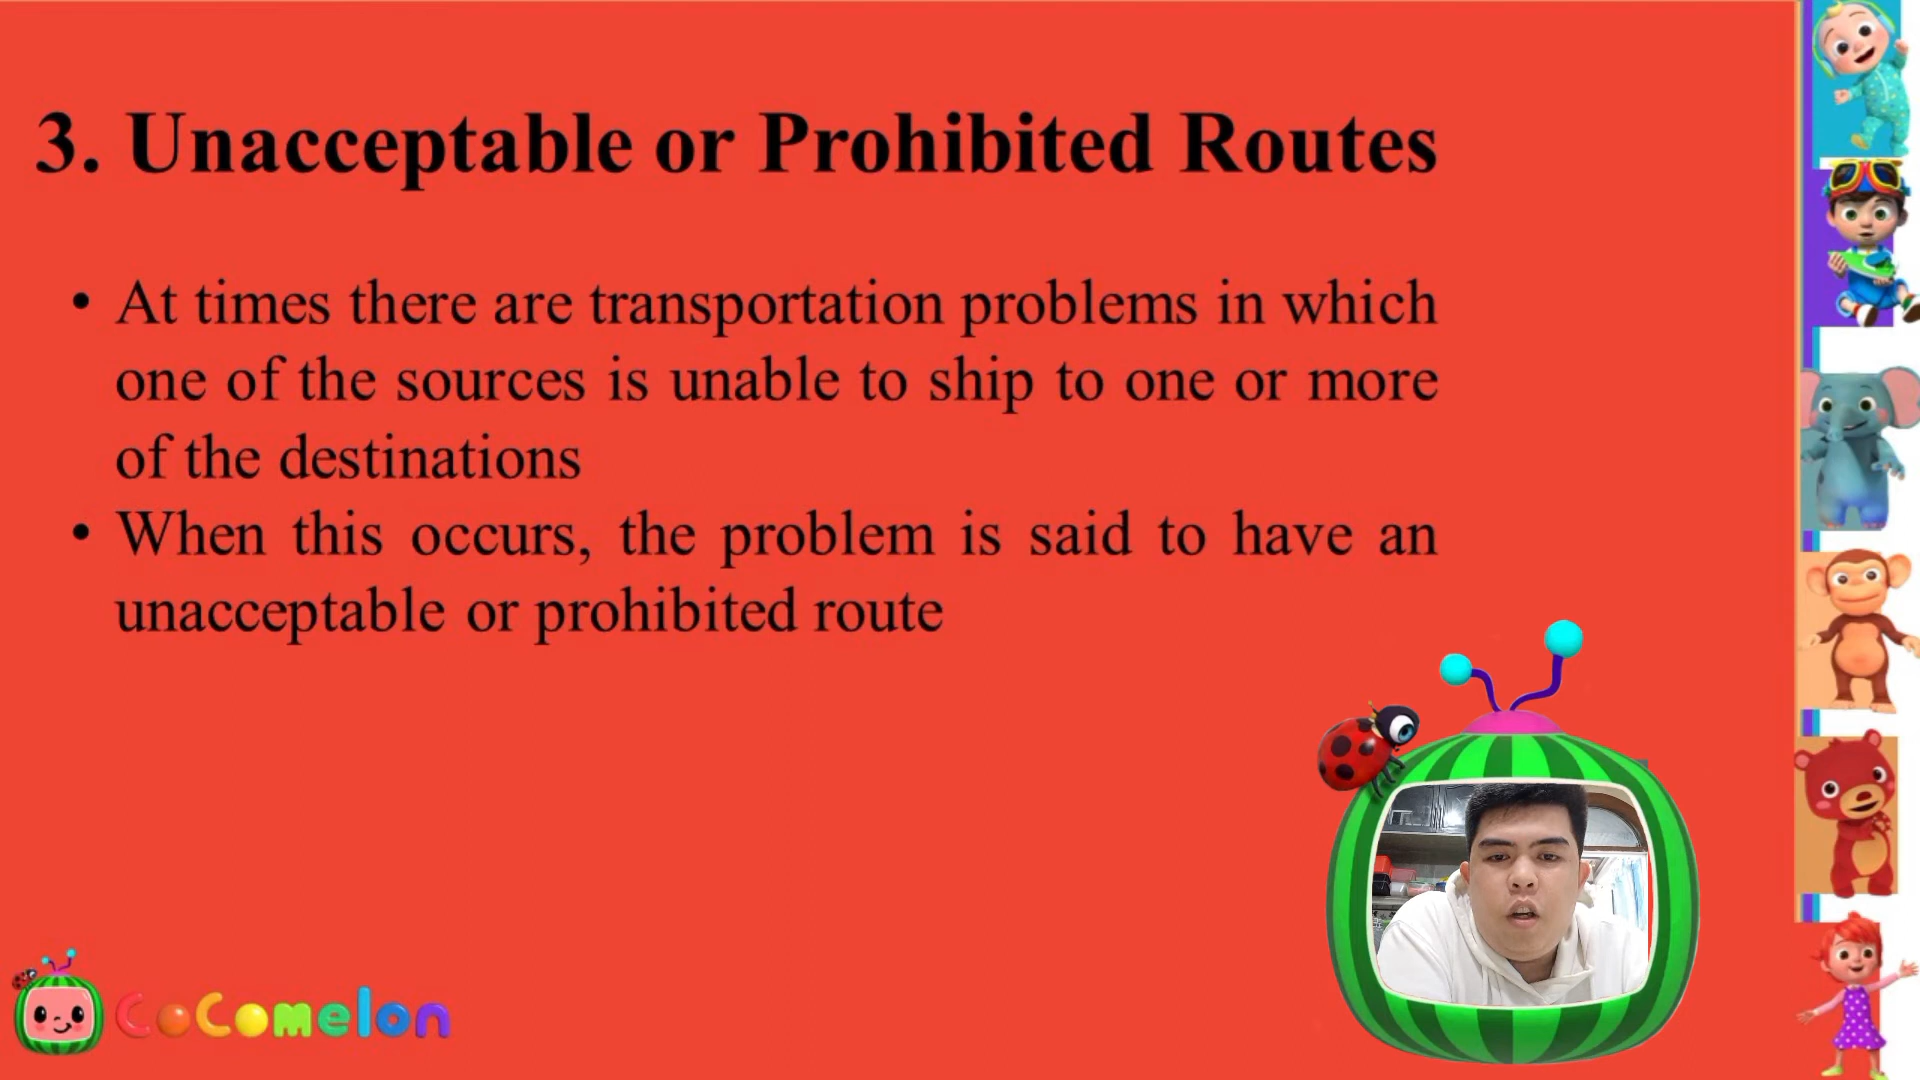 3. Unacceptable or Prohibited Routes
• At times there are transportation problems in which
one of the sources is unable to ship to one or more
of the destinations
• When this occurs, the problem is said to have an
unacceptable or prohibited route
CoComelon